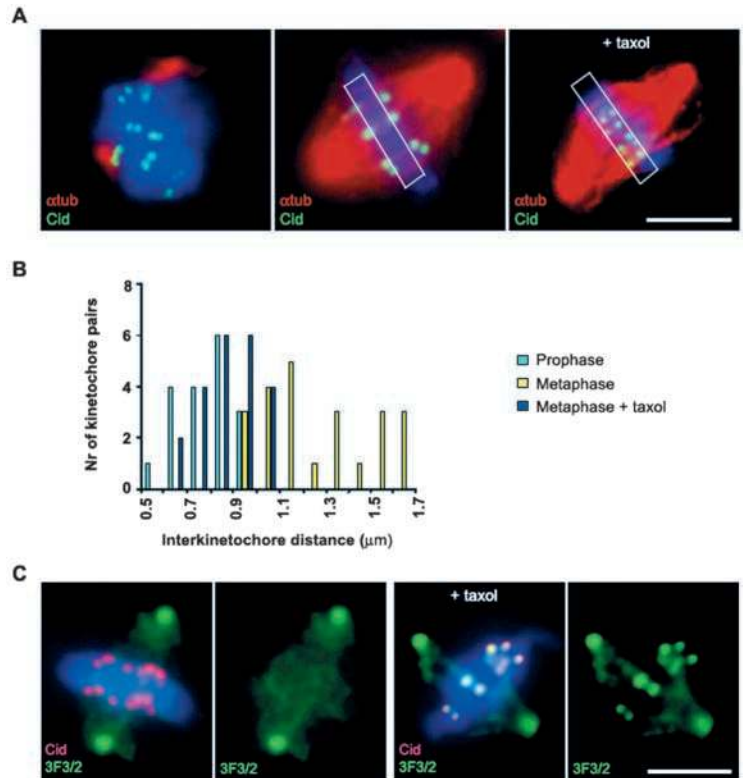 A
αtub
Cid
αtub
Cid
+ taxol
αtub
Cid
B
Nr of kinetochore pairs
8
6
4
2
0
0.5
0.7
0.9
1.1
1.3
1.5
1.7
Interkinetochore distance (μm)
Prophase
Metaphase
Metaphase + taxol
C
Cid
3F3/2
3F3/2
+ taxol
Cid
3F3/2
3F3/2